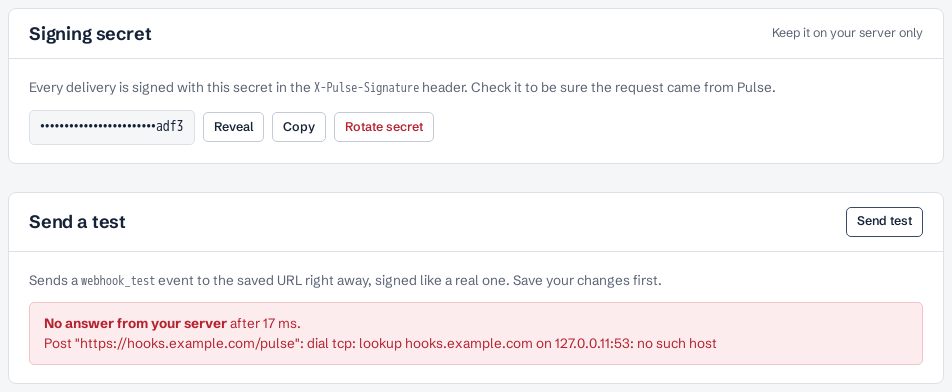 Signing secret
Keep it on your server only
Every delivery is signed with this secret in the X-Pulse-Signature header. Check it to be sure the request came from Pulse.
••••••••••••••••••••••••adf3
Reveal
Copy
Rotate secret
Send a test
Send test
Sends a webhook_test event to the saved URL right away, signed like a real one. Save your changes first.
No answer from your server after 17 ms.
Post "https://hooks.example.com/pulse": dial tcp: lookup hooks.example.com on 127.0.0.11:53: no such host